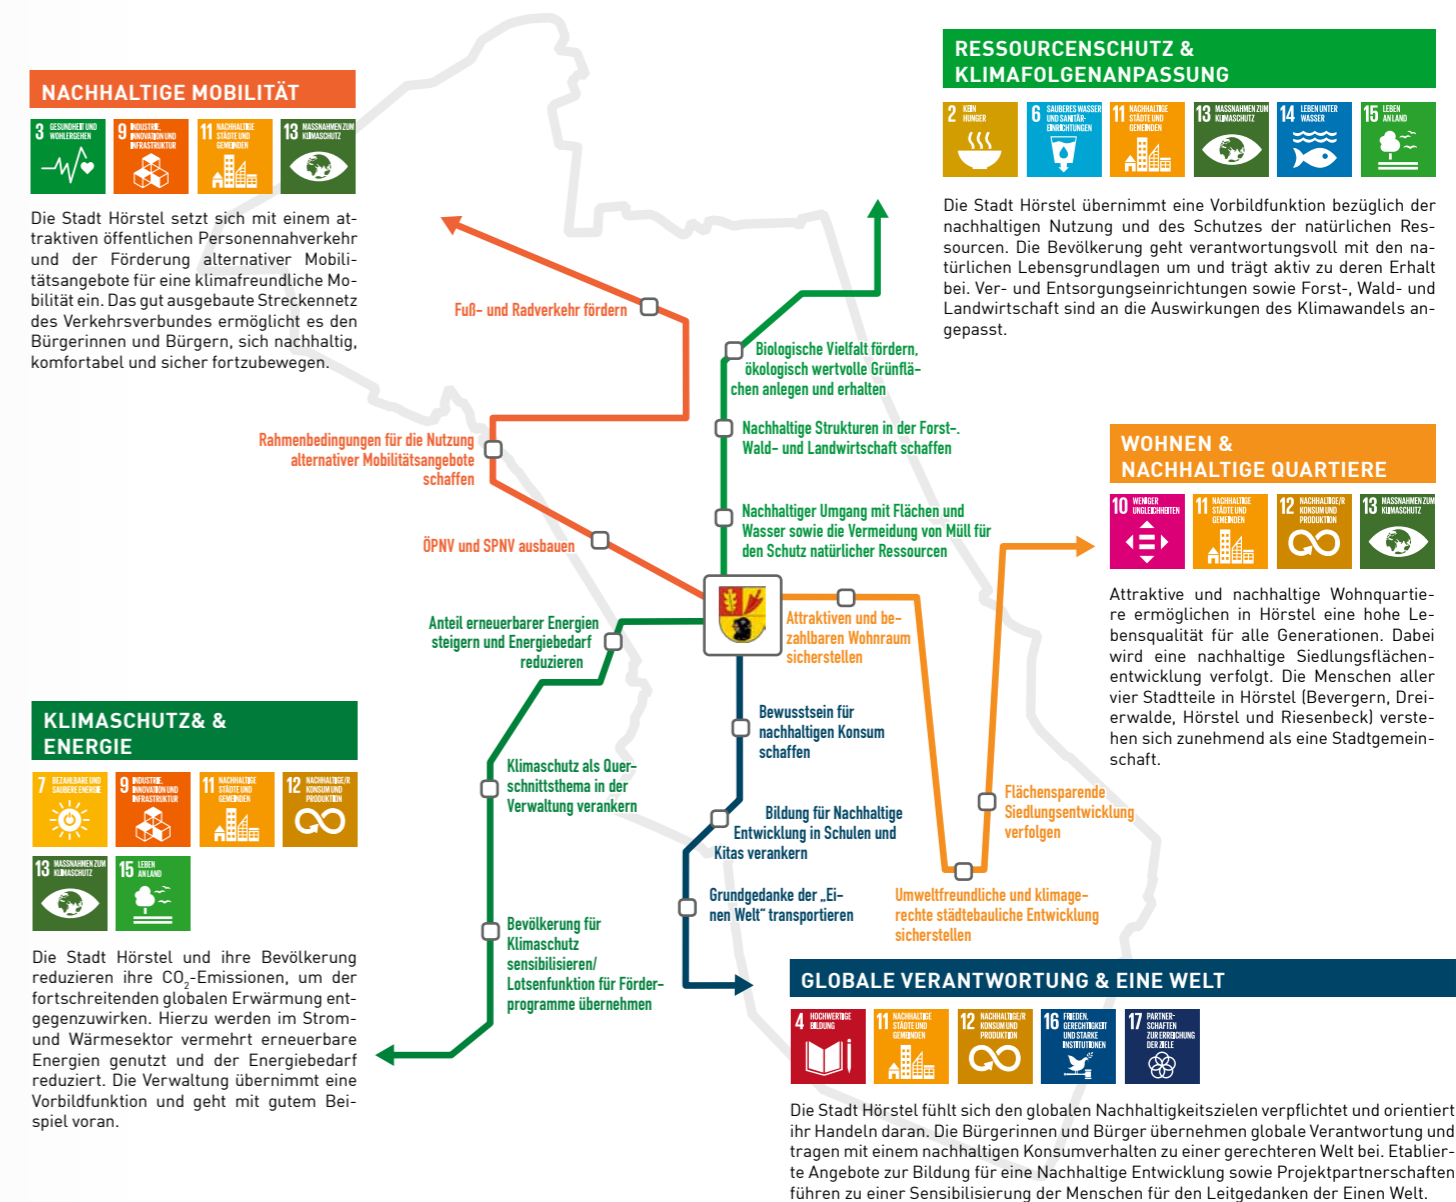 NACHHALTIGE MOBILITÄT
3 GESUNDHEIT UND
WOHLERGEHEN
9 INDUSTRIE,
INNOVATION UND
INFRASTRUKTUR
11 NACHHALTIGE
STÄDTE UND
GEMEINDEN
13 MASSNAHMEN ZUM
KLIMASCHUTZ
Die Stadt Hörstel setzt sich mit einem at-
traktiven öffentlichen Personennahverkehr
und der Förderung alternativer Mobili-
tätsangebote für eine klimafreundliche Mo-
bilität ein. Das gut ausgebaute Streckennetz
des Verkehrsverbundes ermöglicht es den
Bürgerinnen und Bürgern, sich nachhaltig,
komfortabel und sicher fortzubewegen.
RESSOURCENSCHUTZ &
KLIMAFOLGENANPASSUNG
2 KEIN
HUNGER
6 SAUBERES WASSER
UND SANITÄR-
EINRICHTUNGEN
11 NACHHALTIGE
STÄDTE UND
GEMEINDEN
13 MASSNAHMEN ZUM
KLIMASCHUTZ
14 LEBEN UNTER
WASSER
15 LEBEN
AN LAND
Die Stadt Hörstel übernimmt eine Vorbildfunktion bezüglich der
nachhaltigen Nutzung und des Schutzes der natürlichen Res-
sourcen. Die Bevölkerung geht verantwortungsvoll mit den na-
türlichen Lebensgrundlagen um und trägt aktiv zu deren Erhalt
bei. Ver- und Entsorgungseinrichtungen sowie Forst-, Wald- und
Landwirtschaft sind an die Auswirkungen des Klimawandels an-
gepasst.
Fuß- und Radverkehr fördern
Rahmenbedingungen für die Nutzung
alternativer Mobilitätsangebote
schaffen
ÖPNV und SPNV ausbauen
Biologische Vielfalt fördern,
ökologisch wertvolle Grünflä-
chen anlegen und erhalten
Nachhaltige Strukturen in der Forst-.
Wald- und Landwirtschaft schaffen
Nachhaltiger Umgang mit Flächen und
Wasser sowie die Vermeidung von Müll für
den Schutz natürlicher Ressourcen
WOHNEN &
NACHHALTIGE QUARTIERE
10 WENIGER
UNGLEICHHEITEN
11 NACHHALTIGE
STÄDTE UND
GEMEINDEN
12 NACHHALTIGE/R
KONSUM UND
PRODUKTION
13 MASSNAHMEN ZUM
KLIMASCHUTZ
Attraktive und nachhaltige Wohnquartie-
re ermöglichen in Hörstel eine hohe Le-
bensqualität für alle Generationen. Dabei
wird eine nachhaltige Siedlungsflächen-
entwicklung verfolgt. Die Menschen aller
vier Stadtteile in Hörstel (Bevergern, Drei-
erwalde, Hörstel und Riesenbeck) verste-
hen sich zunehmend als eine Stadtgemein-
schaft.
Anteil erneuerbarer Energien
steigern und Energiebedarf
reduzieren
Attraktiven und be-
zahlbaren Wohnraum
sicherstellen
Flächensparende
Siedlungsentwicklung
verfolgen
Umweltfreundliche und klimage-
rechte städtebauliche Entwicklung
sicherstellen
Bewusstsein für
nachhaltigen Konsum
schaffen
Bildung für Nachhaltige
Entwicklung in Schulen und
Kitas verankern
Grundgedanke der „Ei-
nen Welt“ transportieren
Klimaschutz als Quer-
schnittsthema in der
Verwaltung verankern
Bevölkerung für
Klimaschutz
sensibilisieren/
Lotsenfunktion für Förder-
programme übernehmen
KLIMASCHUTZ& &
ENERGIE
7 BEZAHLBARE UND
SAUBERE ENERGIE
9 INDUSTRIE,
INNOVATION UND
INFRASTRUKTUR
11 NACHHALTIGE
STÄDTE UND
GEMEINDEN
12 NACHHALTIGE/R
KONSUM UND
PRODUKTION
13 MASSNAHMEN ZUM
KLIMASCHUTZ
15 LEBEN
AN LAND
Die Stadt Hörstel und ihre Bevölkerung
reduzieren ihre CO₂-Emissionen, um der
fortschreitenden globalen Erwärmung ent-
gegenzuwirken. Hierzu werden im Strom-
und Wärmesektor vermehrt erneuerbare
Energien genutzt und der Energiebedarf
reduziert. Die Verwaltung übernimmt eine
Vorbildfunktion und geht mit gutem Bei-
spiel voran.
GLOBALE VERANTWORTUNG & EINE WELT
4 HOCHWERTIGE
BILDUNG
11 NACHHALTIGE
STÄDTE UND
GEMEINDEN
12 NACHHALTIGE/R
KONSUM UND
PRODUKTION
16 FRIEDEN,
GERECHTIGKEIT
UND STARKE
INSTITUTIONEN
17 PARTNER-
SCHAFTEN
ZUR ERREICHUNG
DER ZIELE
Die Stadt Hörstel fühlt sich den globalen Nachhaltigkeitszielen verpflichtet und orientiert
ihr Handeln daran. Die Bürgerinnen und Bürger übernehmen globale Verantwortung und
tragen mit einem nachhaltigen Konsumverhalten zu einer gerechteren Welt bei. Etablier-
te Angebote zur Bildung für eine Nachhaltige Entwicklung sowie Projektpartnerschaften
führen zu einer Sensibilisierung der Menschen für den Leitgedanken der Einen Welt.